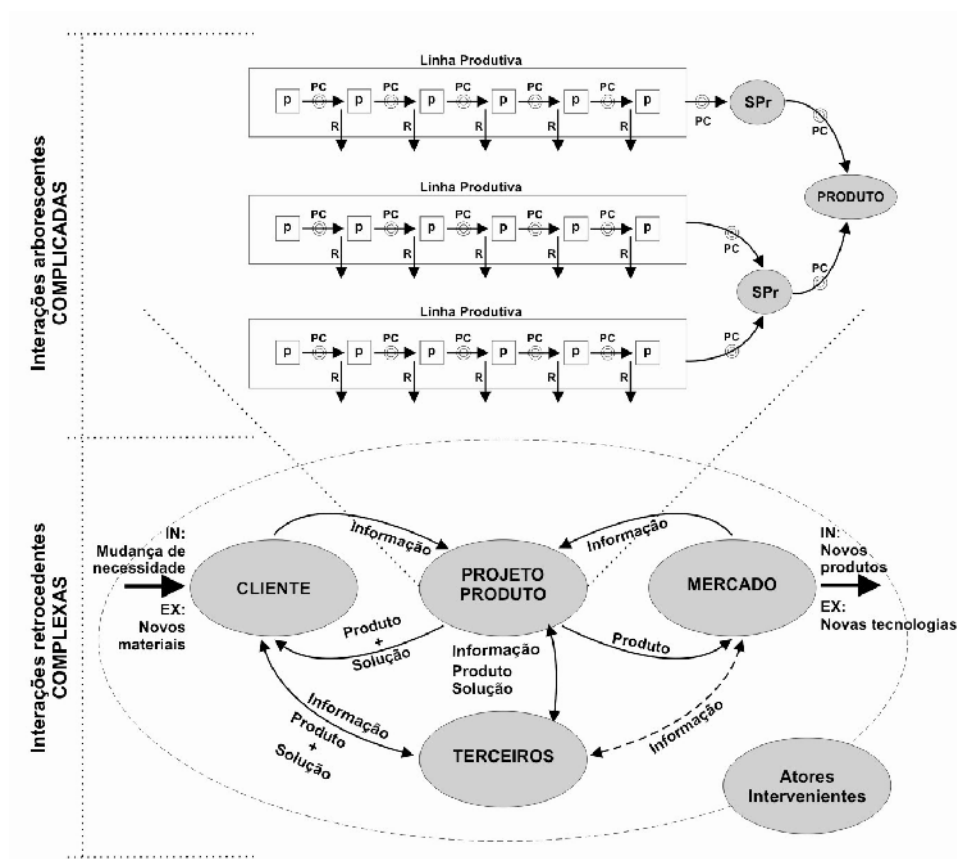 Interações arborescentes
COMPLICADAS
Linha Produtiva
p PC p PC p PC p PC p PC p
R R R R R
PC
SPr
PC
PRODUTO
Linha Produtiva
p PC p PC p PC p PC p PC p
R R R R R
PC
SPr
PC
Linha Produtiva
p PC p PC p PC p PC p PC p
R R R R R
PC
Interações retrocedentes
COMPLEXAS
IN:
Mudança de
necessidade
EX:
Novos
materiais
CLIENTE
Informação
PROJETO
PRODUTO
Informação
MERCADO
IN:
Novos
produtos
EX:
Novas tecnologias
Produto
+
Solução
Informação
Produto
Solução
Produto
Informação
Produto
+
Solução
TERCEIROS
Informação
Atores
Intervenientes